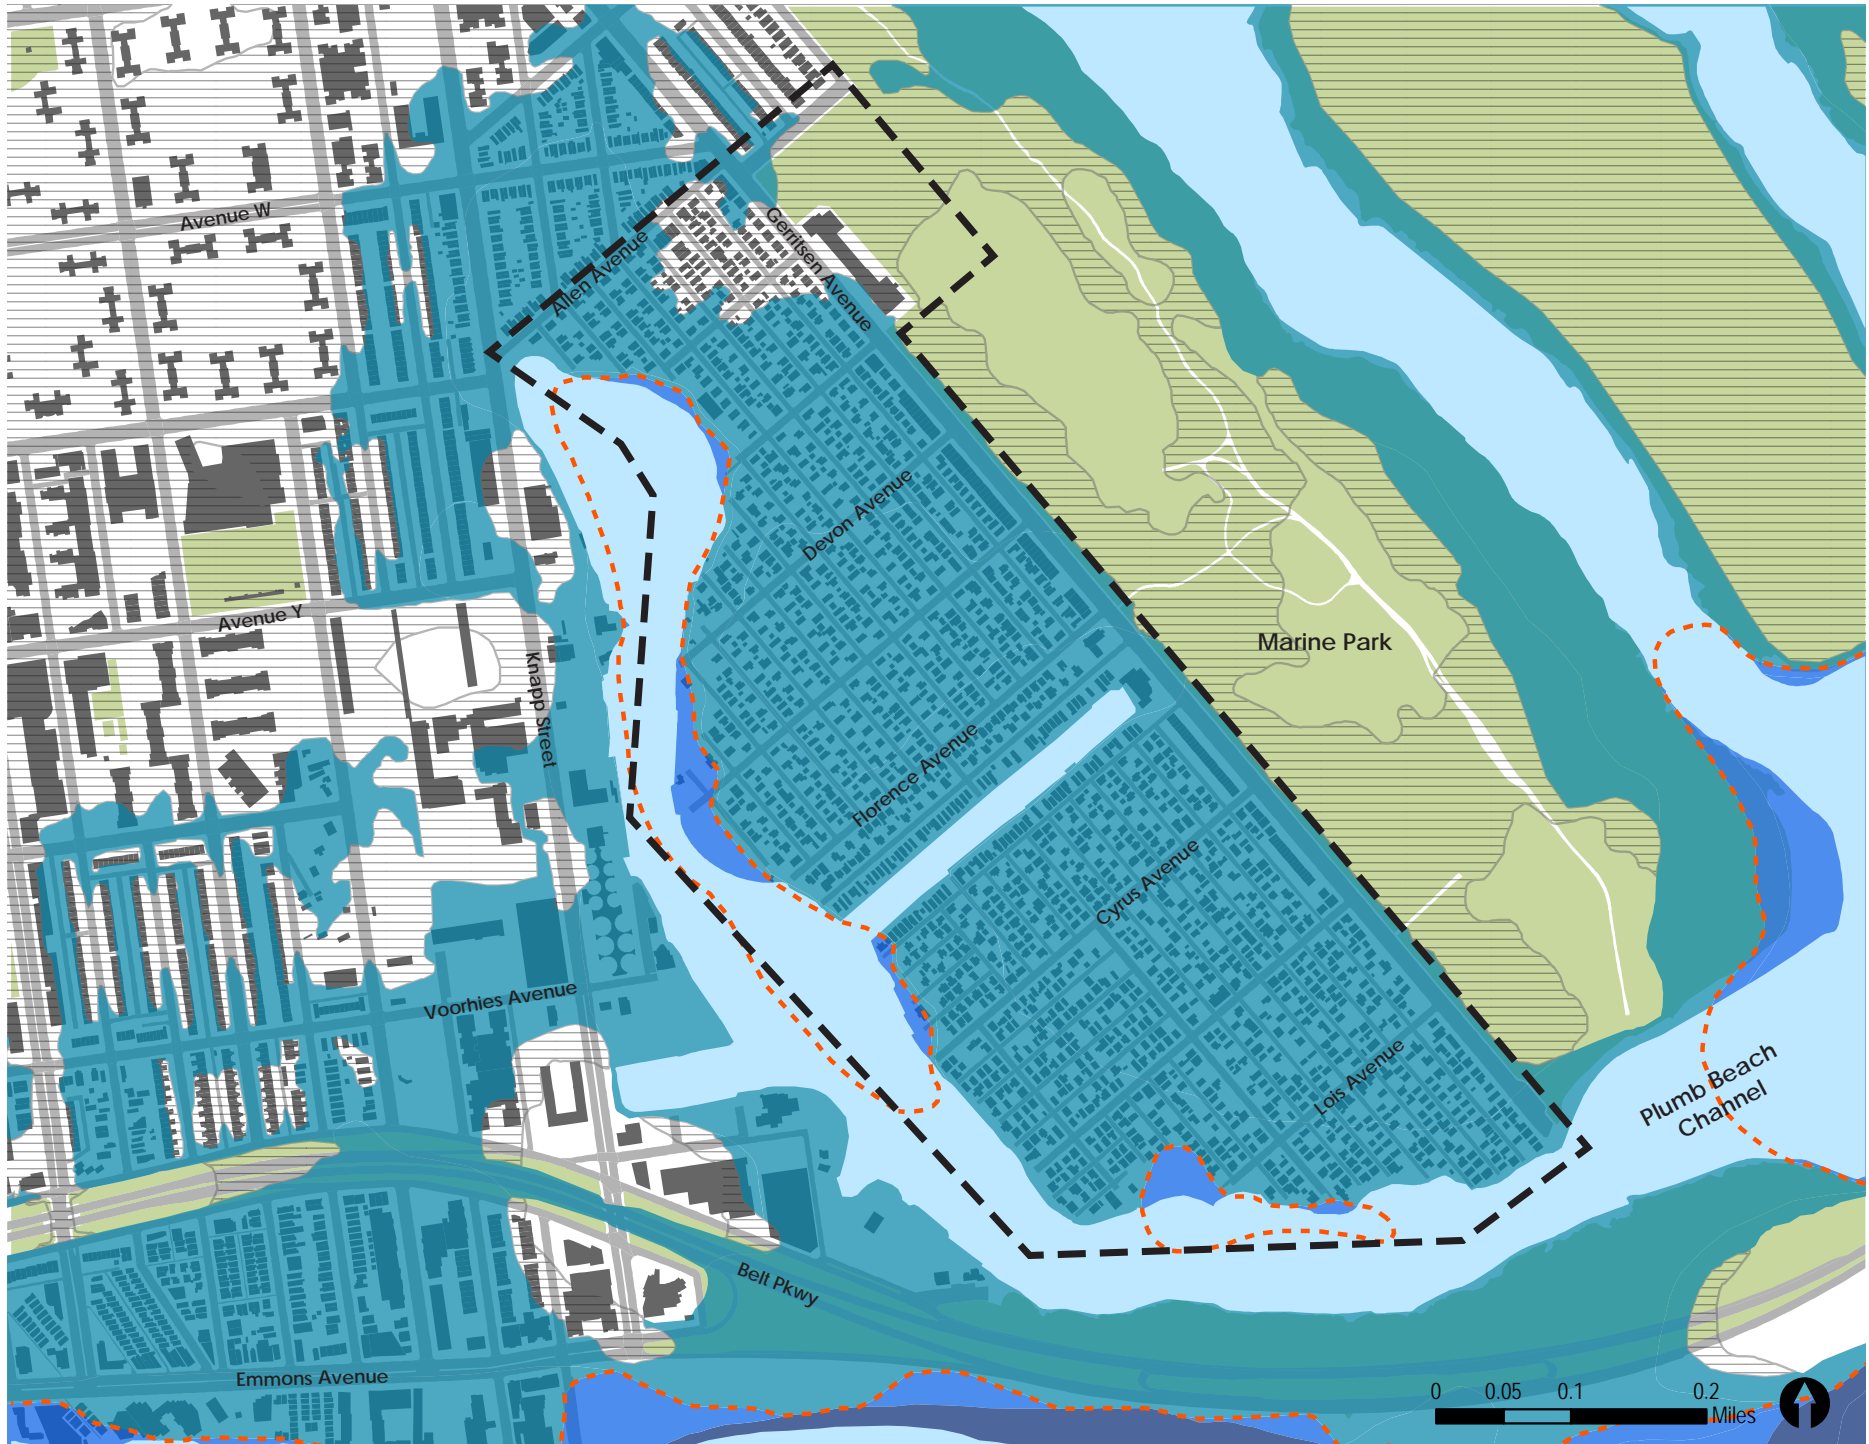 Avenue W
Allen Avenue
Gerritsen Avenue
Devon Avenue
Avenue Y
Marine Park
Knapp Street
Florence Avenue
Cyrus Avenue
Voorhies Avenue
Lois Avenue
Plumb Beach
Channel
Belt Pkwy
Emmons Avenue
0 0.05 0.1 0.2
Miles